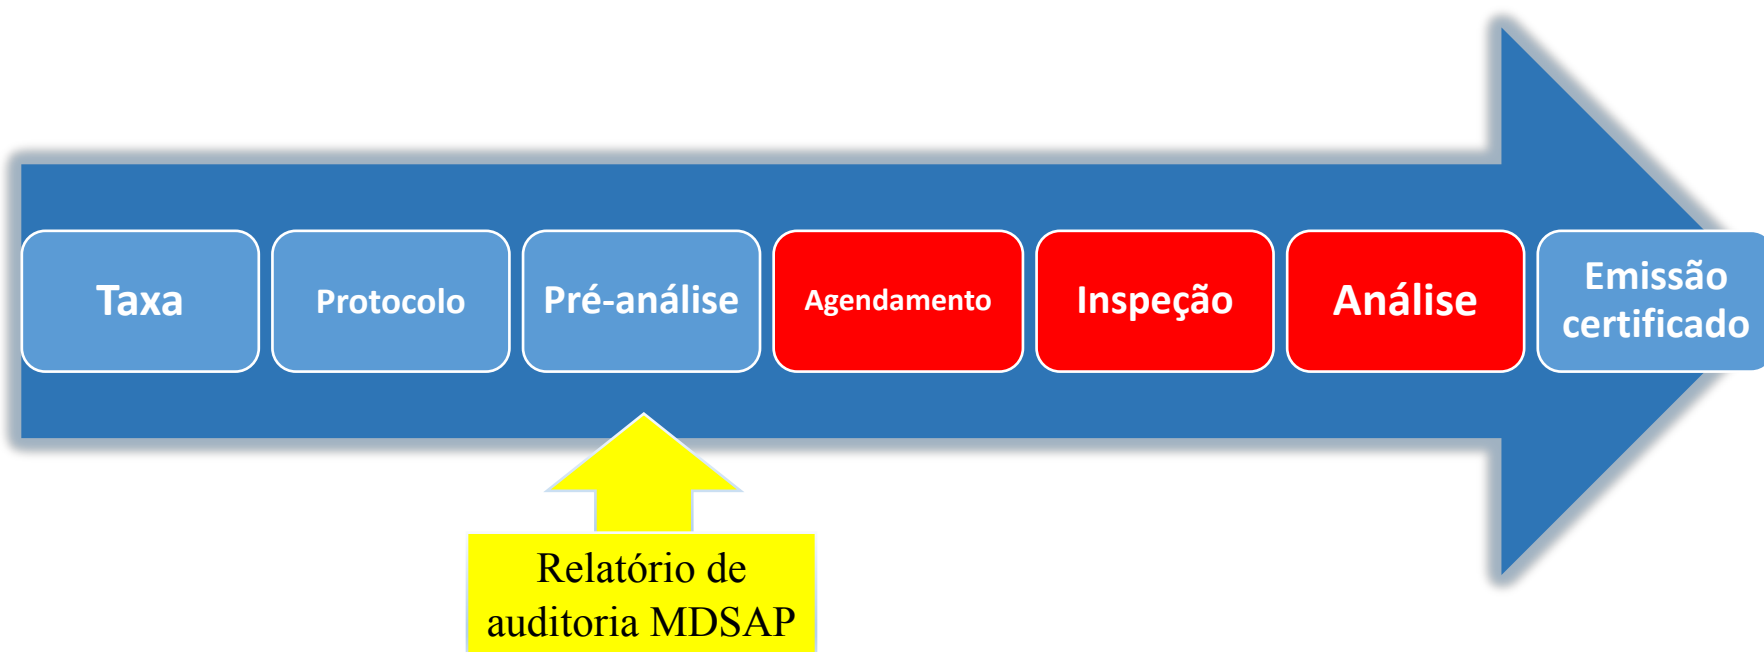 Taxa
Protocolo
Pré-análise
Agendamento
Inspeção
Análise
Emissão
certificado
Relatório de
auditoria MDSAP